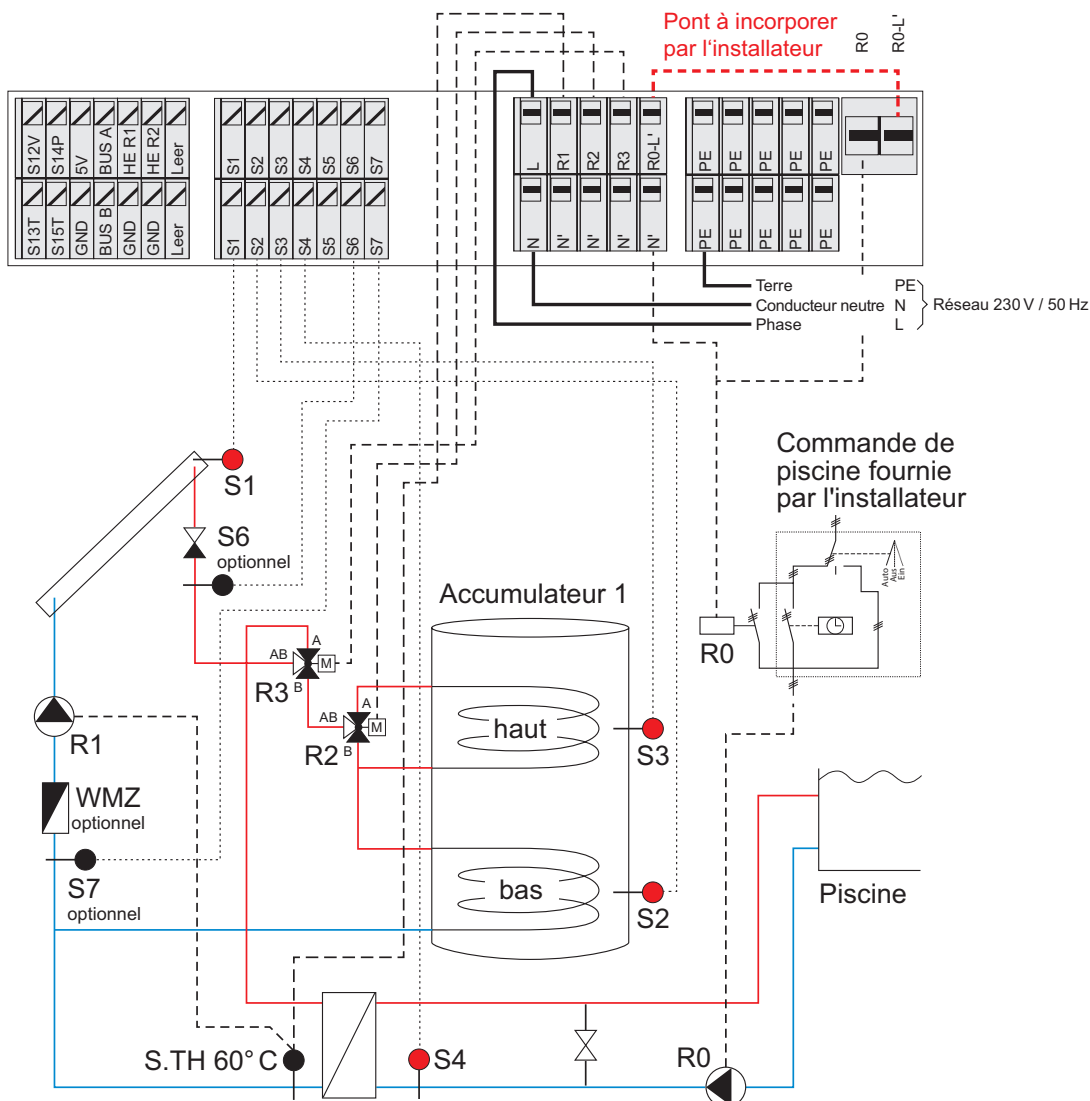 Pont à incorporer
par l'installateur
R0
R0-L'
S12V
S14P
5V
BUS A
HE R1
HE R2
Leer
S1
S2
S3
S4
S5
S6
S7
L
R1
R2
R3
R0-L'
PE
PE
PE
PE
PE
S13T
S15T
GND
BUS B
GND
GND
Leer
S1
S2
S3
S4
S5
S6
S7
N
N'
N'
N'
N'
PE
PE
PE
PE
PE
Terre PE
Conducteur neutre N
Phase L
Réseau 230 V / 50 Hz
Commande de
piscine fournie
par l'installateur
Auto
Aus
Ein
R0
S1
S6
optionnel
Accumulateur 1
A
AB
M
R3
B
A
AB
M
R2
B
haut
S3
R1
WMZ
optionnel
S7
optionnel
bas
S2
Piscine
S.TH 60° C
S4
R0